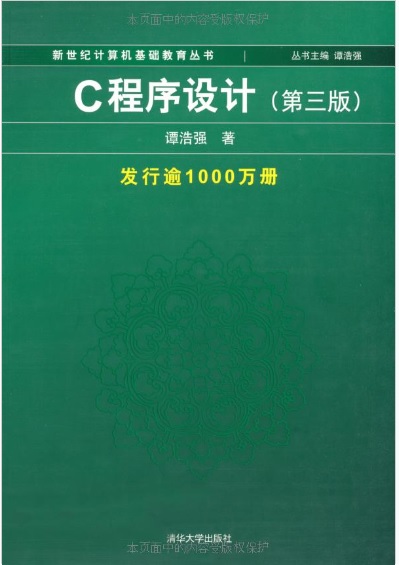 本页面中的内容受版权保护
新世纪计算机基础教育丛书 | 丛书主编 谭浩强
C程序设计(第三版)
谭浩强 著
发行逾1000万册
清华大学出版社
本页面中的内容受版权保护